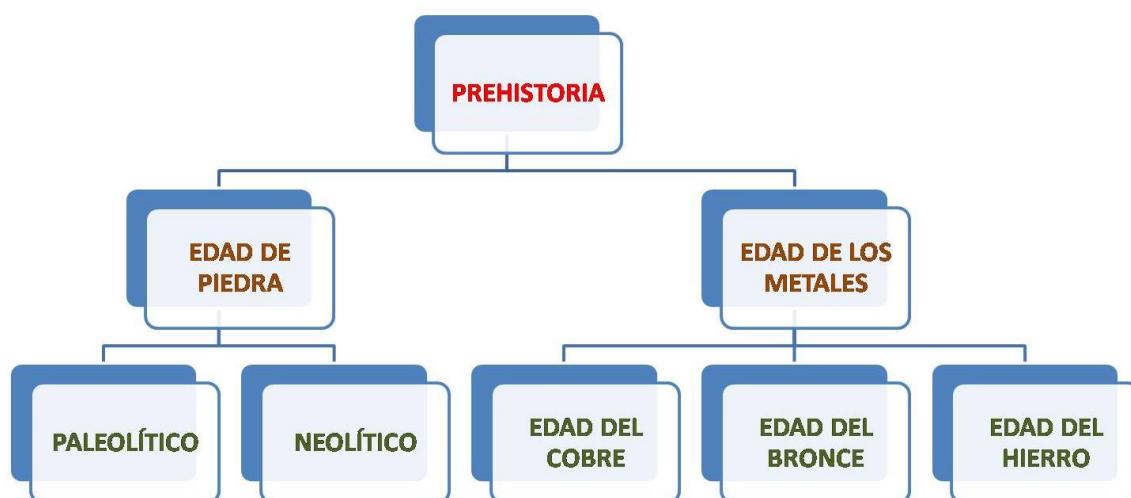 PREHISTORIA
EDAD DE
PIEDRA
EDAD DE LOS
METALES
PALEOLÍTICO
NEOLÍTICO
EDAD DEL
COBRE
EDAD DEL
BRONCE
EDAD DEL
HIERRO